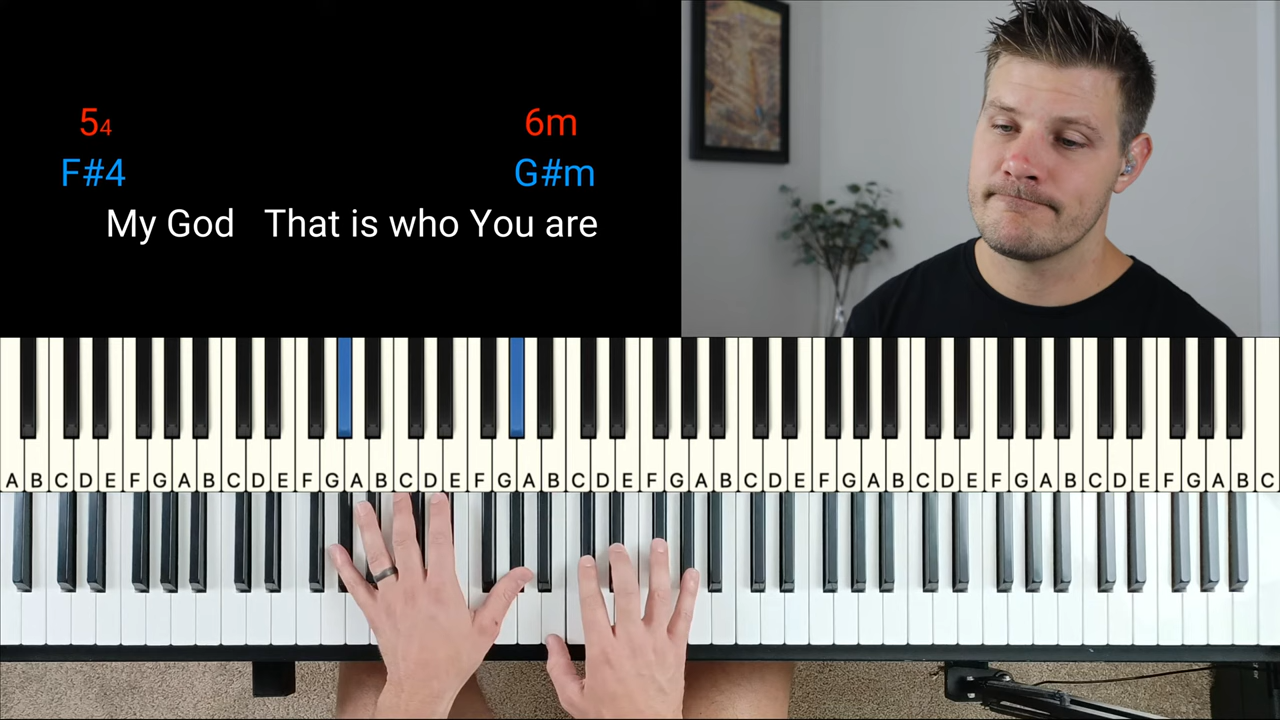 54 6m
F#4 G#m
My God That is who You are
A B C D E F G A B C D E F G A B C D E F G A B C D E F G A B C D E F G A B C D E F G A B C D E F G A B C